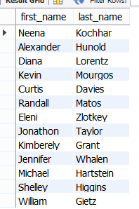 Result Grid Filter Rows:
first_name last_name
Neena Kochhar
Alexander Hunold
Diana Lorentz
Kevin Mourgos
Curtis Davies
Randall Matos
Eleni Zlotkey
Jonathon Taylor
Kimberely Grant
Jennifer Whalen
Michael Hartstein
Shelley Higgins
William Gietz